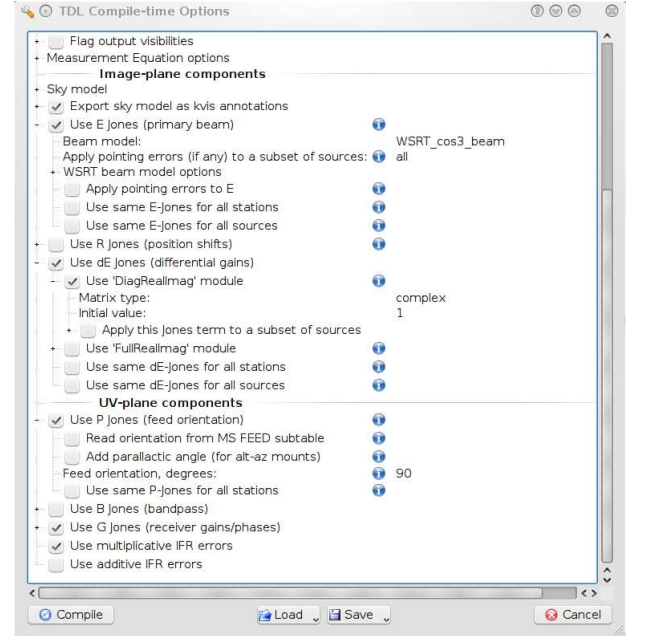 TDL Compile-time Options
Flag output visibilities
Measurement Equation options
Image-plane components
Sky model
Export sky model as kvis annotations
Use E Jones (primary beam)
Beam model: WSRT_cos3_beam
Apply pointing errors (if any) to a subset of sources: all
WSRT beam model options
Apply pointing errors to E
Use same E-Jones for all stations
Use same E-Jones for all sources
Use R Jones (position shifts)
Use dE Jones (differential gains)
Use 'DiagRealImag' module
Matrix type: complex
Initial value: 1
Apply this Jones term to a subset of sources
Use 'FullRealImag' module
Use same dE-Jones for all stations
Use same dE-Jones for all sources
UV-plane components
Use P Jones (feed orientation)
Read orientation from MS FEED subtable
Add parallactic angle (for alt-az mounts)
Feed orientation, degrees: 90
Use same P-Jones for all stations
Use B Jones (bandpass)
Use G Jones (receiver gains/phases)
Use multiplicative IFR errors
Use additive IFR errors
Compile Load Save Cancel